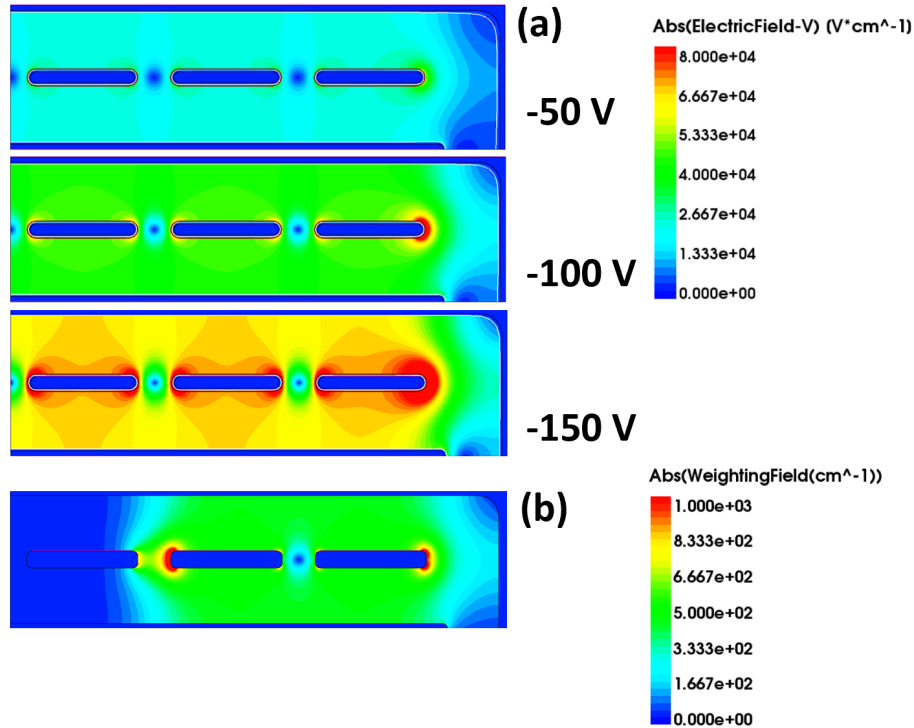 (a)
Abs(ElectricField-V) (V*cm^-1)
8.000e+04
6.667e+04
5.333e+04
4.000e+04
2.667e+04
1.333e+04
0.000e+00
-50 V
-100 V
-150 V
(b)
Abs(WeightingField(cm^-1))
1.000e+03
8.333e+02
6.667e+02
5.000e+02
3.333e+02
1.667e+02
0.000e+00